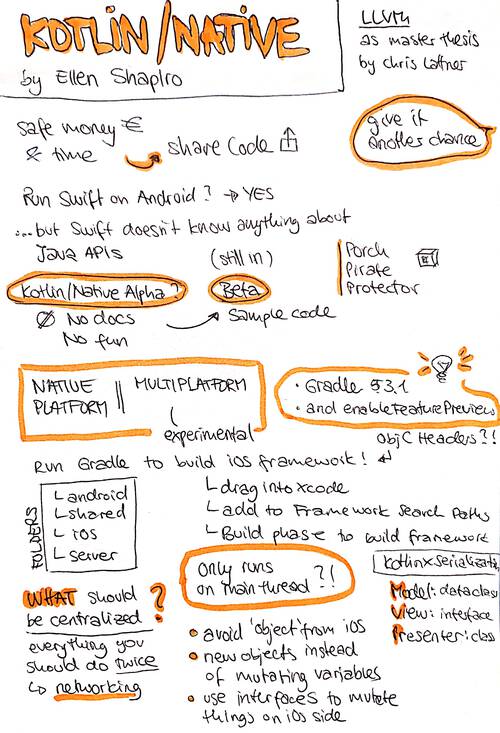 KOTLIN/NATIVE
by Ellen Shapiro
LLVM
as master thesis
by Chris Lattner
give it
another chance
safe money €
& time
share Code
Run Swift on Android? → YES
...but Swift doesn't know anything about
Java APIs
(still in)
Kotlin/Native Alpha?
Beta
Porch
Pirate
Protector
No docs
No fun
Sample code
NATIVE
PLATFORM
MULTIPLATFORM
experimental
• Gradle 5.3.1
• and enableFeaturePreview
ObjC Headers?!
Run Gradle to build iOS framework!
FOLDERS
android
shared
iOS
server
drag into Xcode
add to Framework Search Paths
Build phase to build framework
WHAT should
be centralized
?
everything you
should do twice
↳ networking
only runs
on main thread ?!
• avoid 'object' from iOS
• new objects instead
of mutating variables
• use interfaces to mutate
things on iOS side
kotlinxSerializati
Model: dataclass
View: interface
Presenter: class